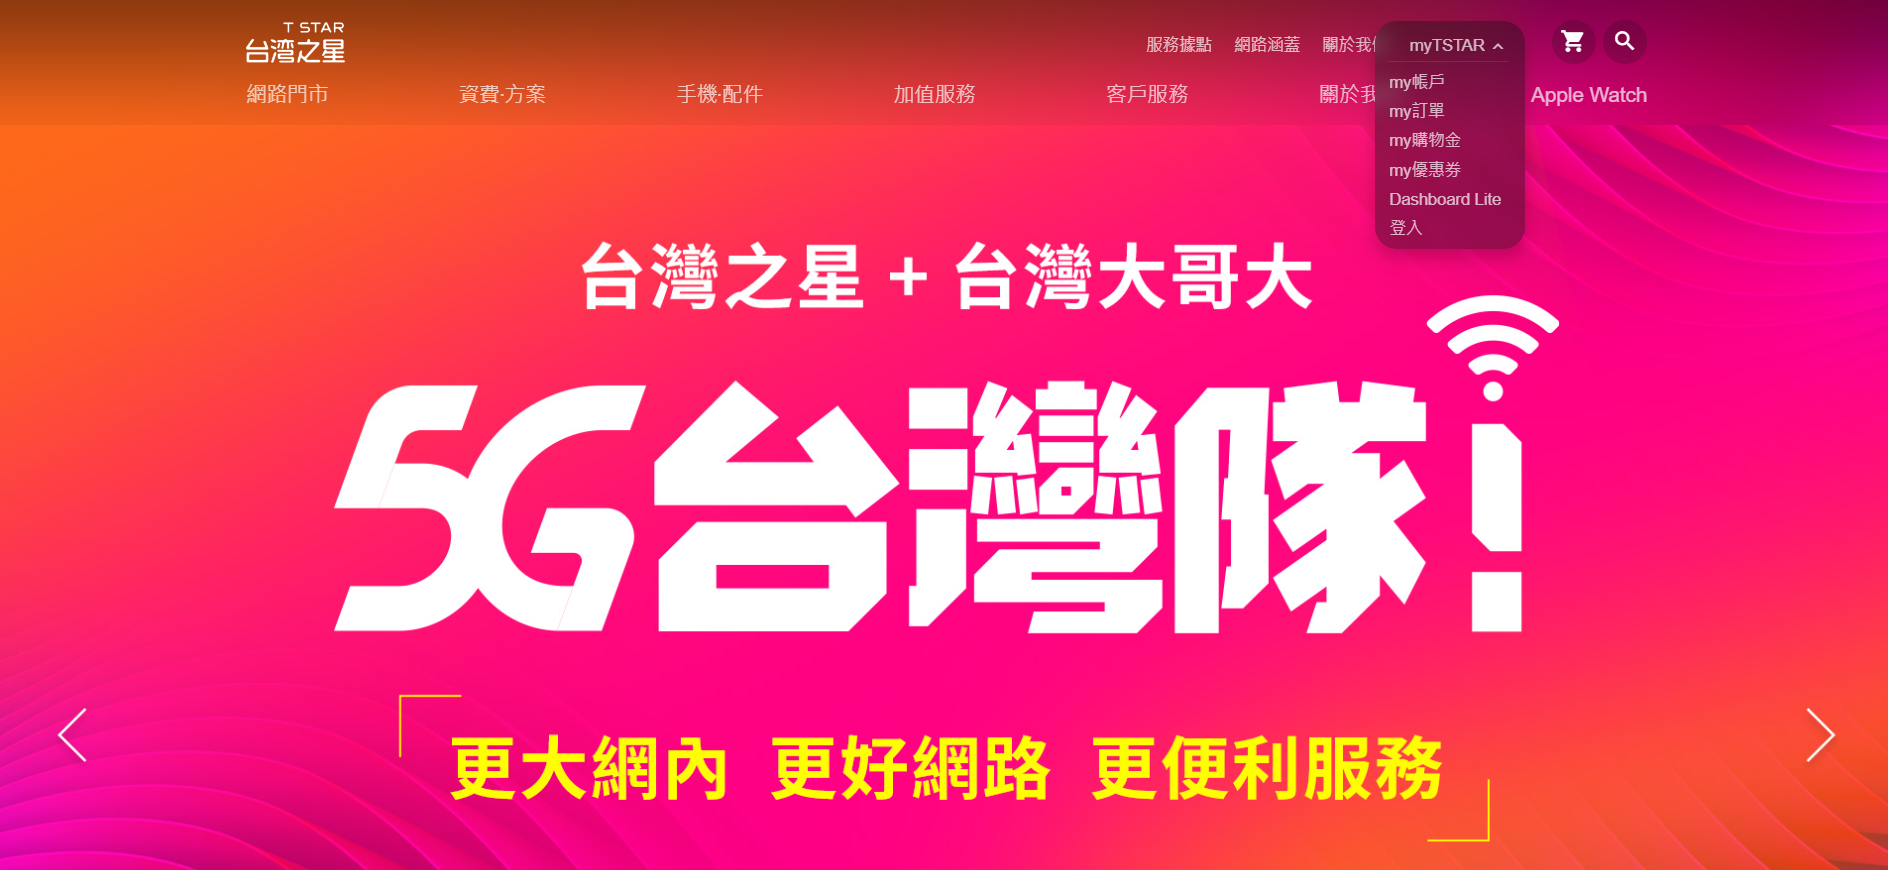 T STAR
台湾之星
服務據點
網路涵蓋
關於我
myTSTAR
網路門市
資費·方案
手機·配件
加值服務
客戶服務
關於我
Apple Watch
my帳戶
my訂單
my購物金
my優惠券
Dashboard Lite
登入
台灣之星 + 台灣大哥大
5G台灣隊!
更大網內 更好網路 更便利服務